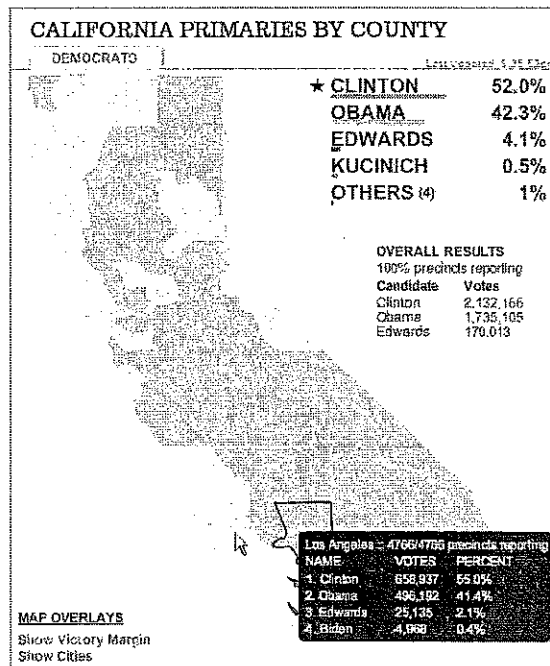 CALIFORNIA PRIMARIES BY COUNTY
DEMOCRATS
★ CLINTON 52.0%
OBAMA 42.3%
EDWARDS 4.1%
KUCINICH 0.5%
OTHERS (4) 1%
OVERALL RESULTS
100% precincts reporting
Candidate Votes
Clinton 2,132,166
Obama 1,735,105
Edwards 179,013
Los Angeles - 4766/4766 precincts reporting
NAME VOTES PERCENT
1. Clinton 658,937 55.0%
2. Obama 496,192 41.4%
3. Edwards 25,135 2.1%
4. Biden 4,968 0.4%
MAP OVERLAYS
Show Victory Margin
Show Cities